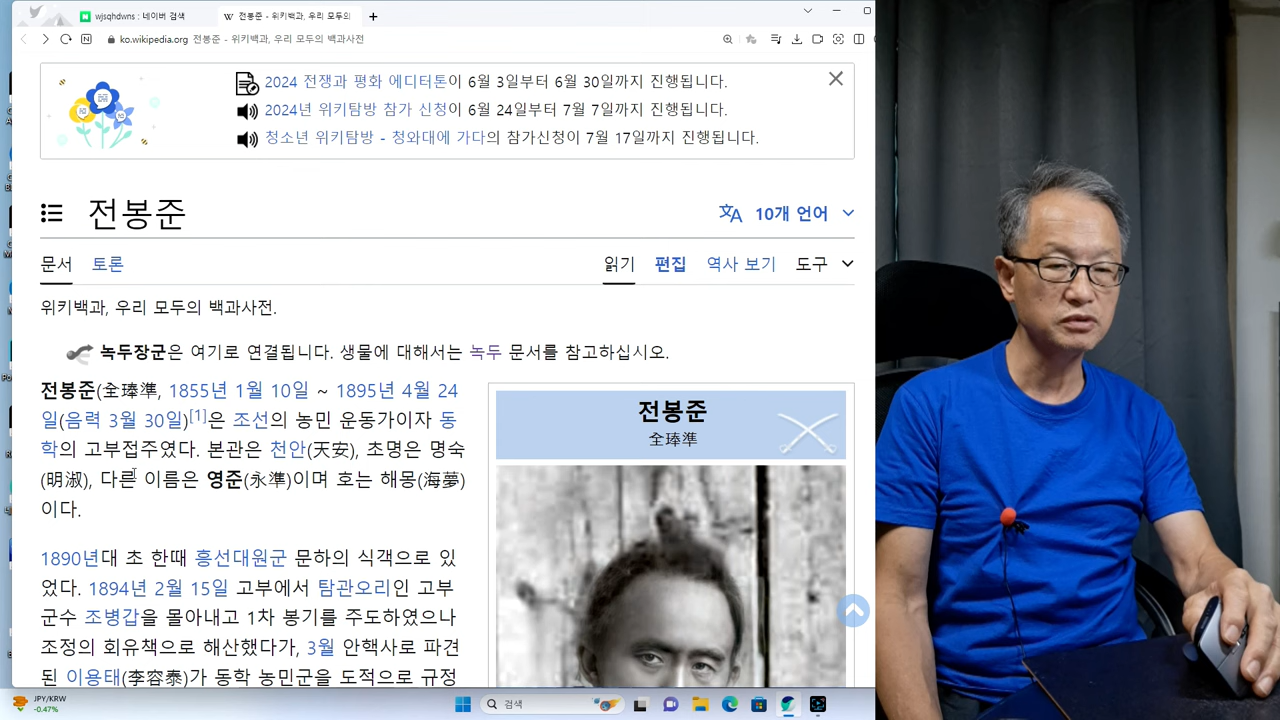 wjsqhdwns : 네이버 검색
전봉준 - 위키백과, 우리 모두의
ko.wikipedia.org 전봉준 - 위키백과, 우리 모두의 백과사전
2024 전쟁과 평화 에디터톤이 6월 3일부터 6월 30일까지 진행됩니다.
2024년 위키탐방 참가 신청이 6월 24일부터 7월 7일까지 진행됩니다.
청소년 위키탐방 - 청와대에 가다의 참가신청이 7월 17일까지 진행됩니다.
전봉준
10개 언어
문서 토론 읽기 편집 역사 보기 도구
위키백과, 우리 모두의 백과사전.
녹두장군은 여기로 연결됩니다. 생물에 대해서는 녹두 문서를 참고하십시오.
전봉준(全琫準, 1855년 1월 10일 ~ 1895년 4월 24
일(음력 3월 30일)[1]은 조선의 농민 운동가이자 동
학의 고부접주였다. 본관은 천안(天安), 초명은 명숙
(明淑), 다른 이름은 영준(永準)이며 호는 해몽(海夢)
이다.
1890년대 초 한때 흥선대원군 문하의 식객으로 있
었다. 1894년 2월 15일 고부에서 탐관오리인 고부
군수 조병갑을 몰아내고 1차 봉기를 주도하였으나
조정의 회유책으로 해산했다가, 3월 안핵사로 파견
된 이용태(李容泰)가 동학 농민군을 도적으로 규정
전봉준
全琫準
JPY/KRW
-0.47%
검색